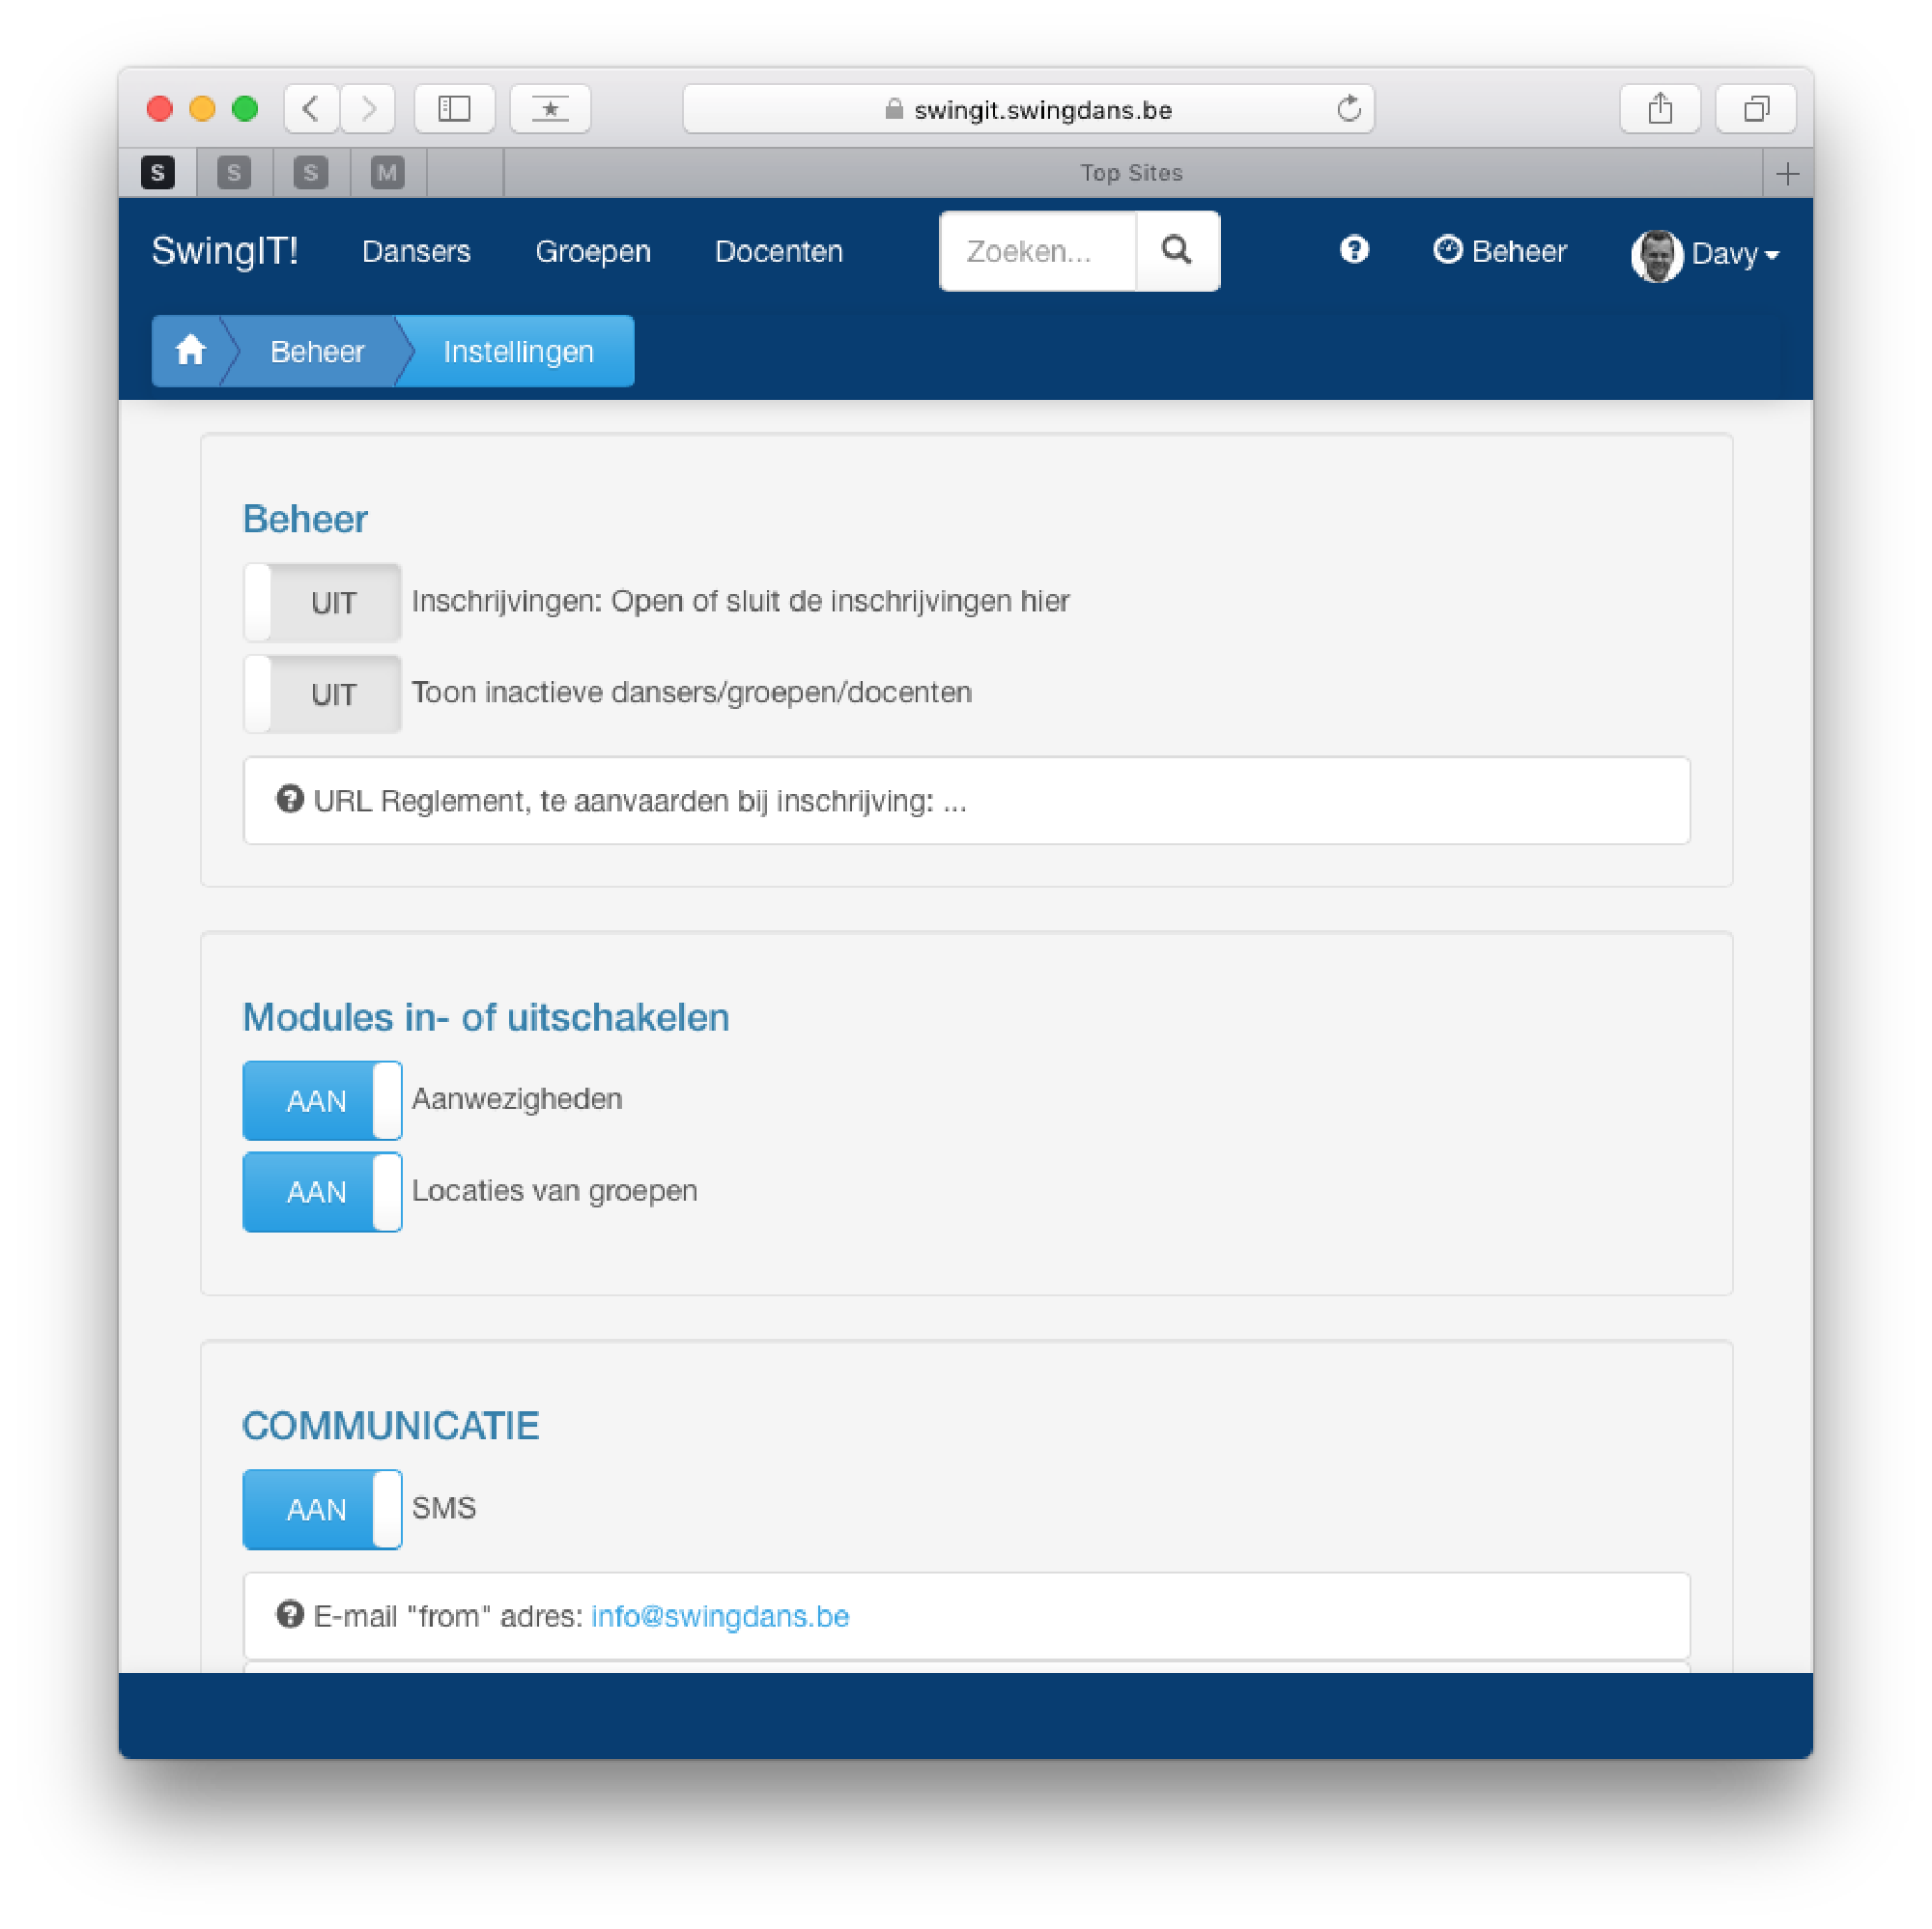 swingit.swingdans.be
S S S M Top Sites
SwingIT! Dansers Groepen Docenten Zoeken... Beheer Davy
Beheer Instellingen
Beheer
UIT Inschrijvingen: Open of sluit de inschrijvingen hier
UIT Toon inactieve dansers/groepen/docenten
URL Reglement, te aanvaarden bij inschrijving: ...
Modules in- of uitschakelen
AAN Aanwezigheden
AAN Locaties van groepen
COMMUNICATIE
AAN SMS
E-mail "from" adres: info@swingdans.be